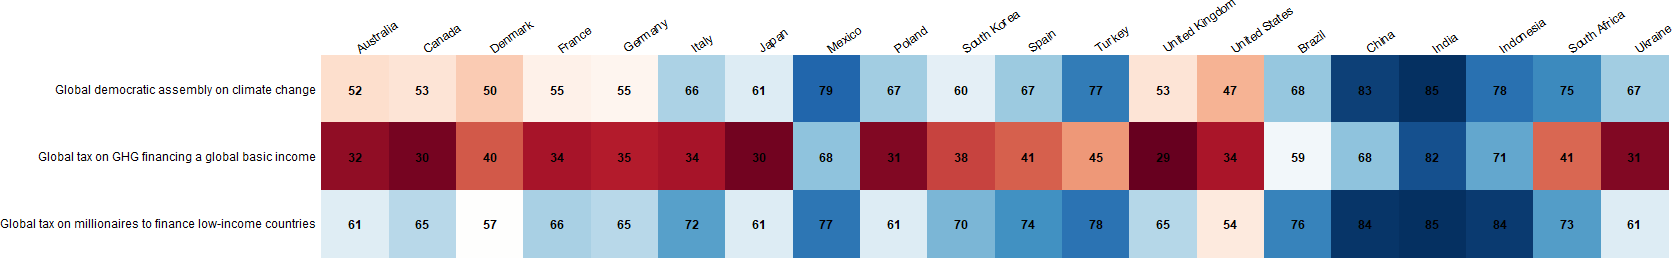 Australia Canada Denmark France Germany Italy Japan Mexico Poland South Korea Spain Turkey United Kingdom United States Brazil China India Indonesia South Africa Ukraine
Global democratic assembly on climate change 52 53 50 55 55 66 61 79 67 60 67 77 53 47 68 83 85 78 75 67
Global tax on GHG financing a global basic income 32 30 40 34 35 34 30 68 31 38 41 45 29 34 59 68 82 71 41 31
Global tax on millionaires to finance low-income countries 61 65 57 66 65 72 61 77 61 70 74 78 65 54 76 84 85 84 73 61